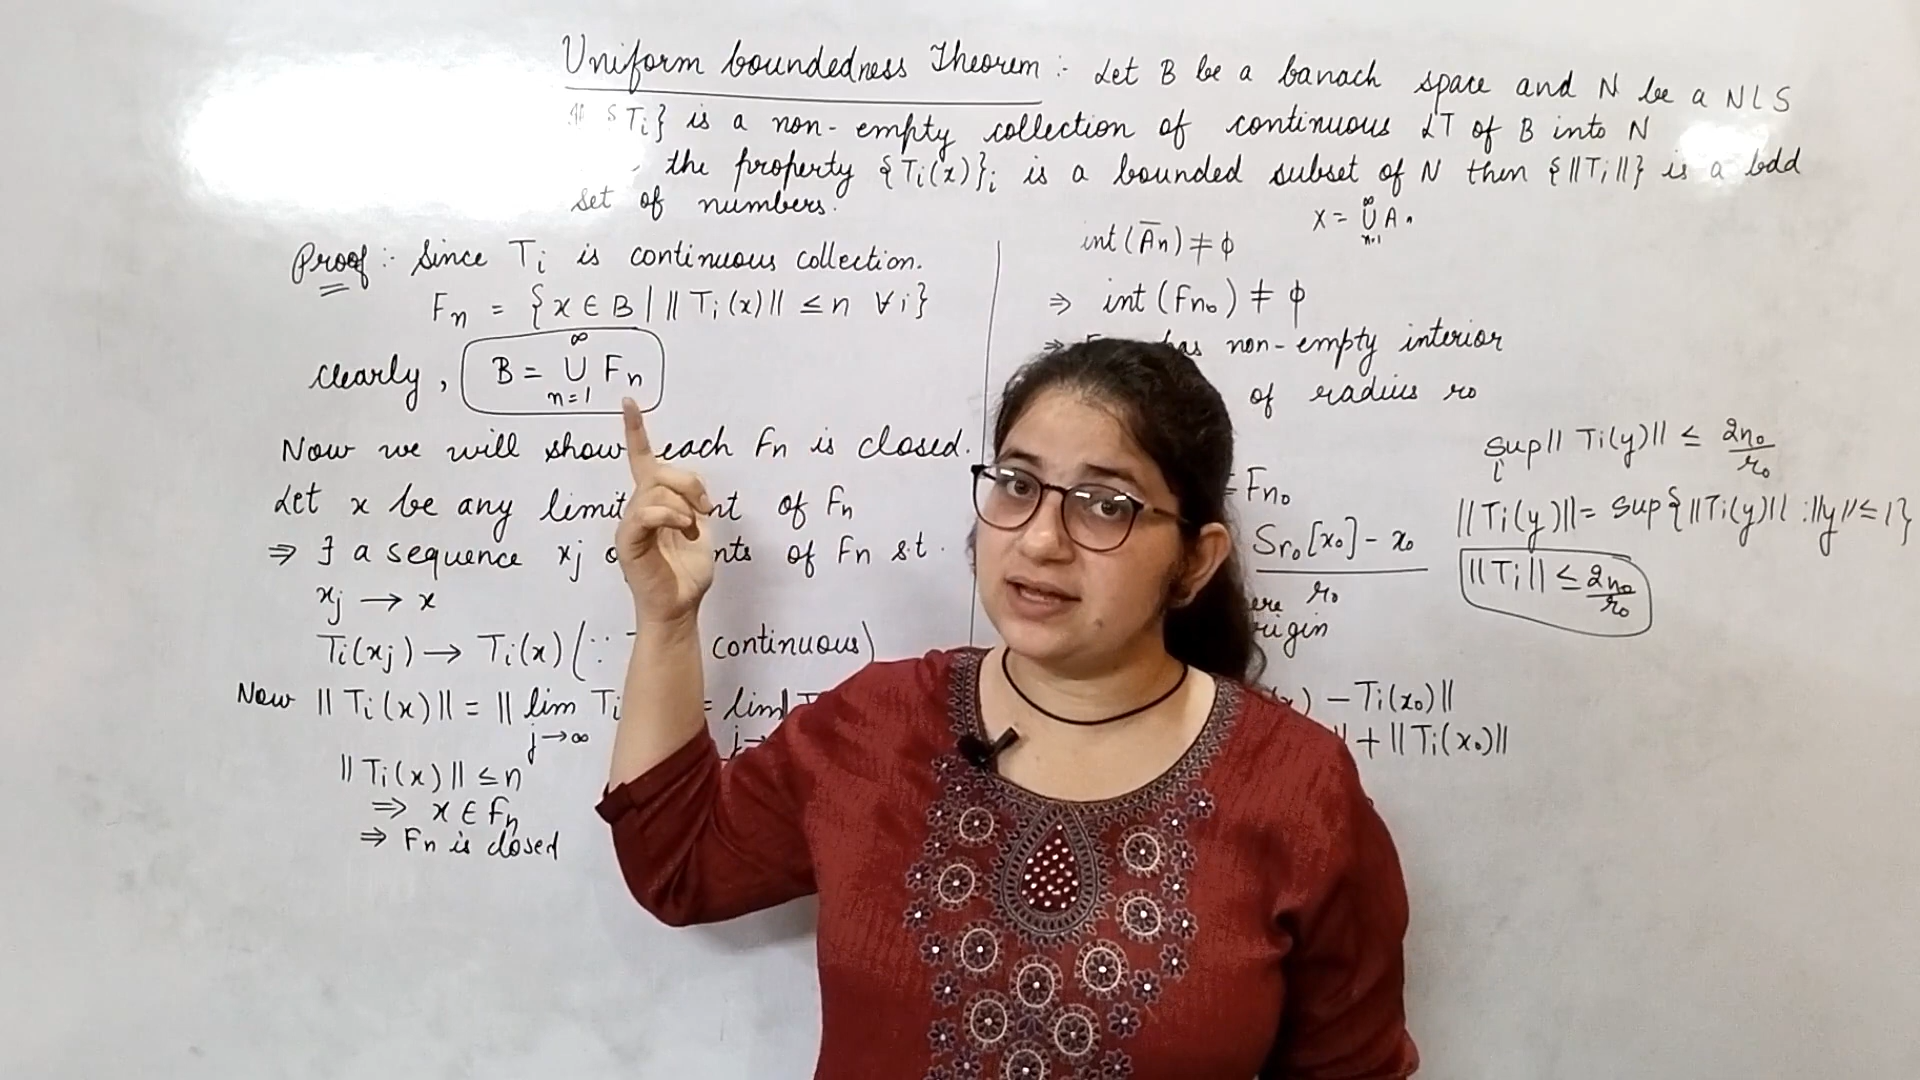 Uniform boundedness Theorem :- Let B be a banach space and N be a NLS
Ti} is a non-empty collection of continuous LT of B into N
the property {Ti(x)}i is a bounded subset of N then {||Ti||} is a bdd
set of numbers.
Proof :- Since Ti is continuous collection.
Fn = {x ∈ B | ||Ti(x)|| ≤ n ∀ i}
clearly, B = ∞∪n=1 Fn
Now we will show each Fn is closed.
Let x be any limit of Fn
⇒ ∃ a sequence xj of Fn s.t.
xj → x
Ti(xj) → Ti(x) (∵ continuous)
Now ||Ti(x)|| = || lim j→∞ Ti = lim ||
||Ti(x)|| ≤ n
⇒ x ∈ Fn
⇒ Fn is closed
int(A̅n) ≠ ϕ
X = ∞∪n=1 An
⇒ int(Fn₀) ≠ ϕ
⇒ non-empty interior
of radius r₀
Fn₀
Sr₀[x₀] - x₀
r₀
- Ti(x₀)||
+ ||Ti(x₀)||
sup i ||Ti(y)|| ≤ 2n₀/r₀
||Ti(y)|| = sup{||Ti(y)|| : ||y|| ≤ 1}
||Ti|| ≤ 2n₀/r₀